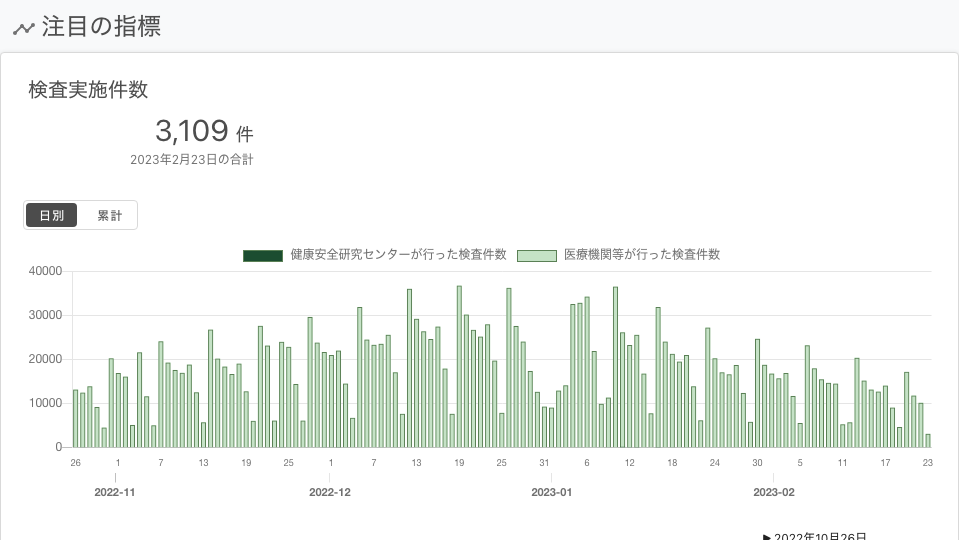 注目の指標
検査実施件数
3,109 件
2023年2月23日の合計
日別 累計
健康安全研究センターが行った検査件数 医療機関等が行った検査件数
40000
30000
20000
10000
0
26 1 7 13 19 25 1 7 13 19 25 31 6 12 18 24 30 5 11 17 23
2022-11 2022-12 2023-01 2023-02
▶ 2022年10月26日